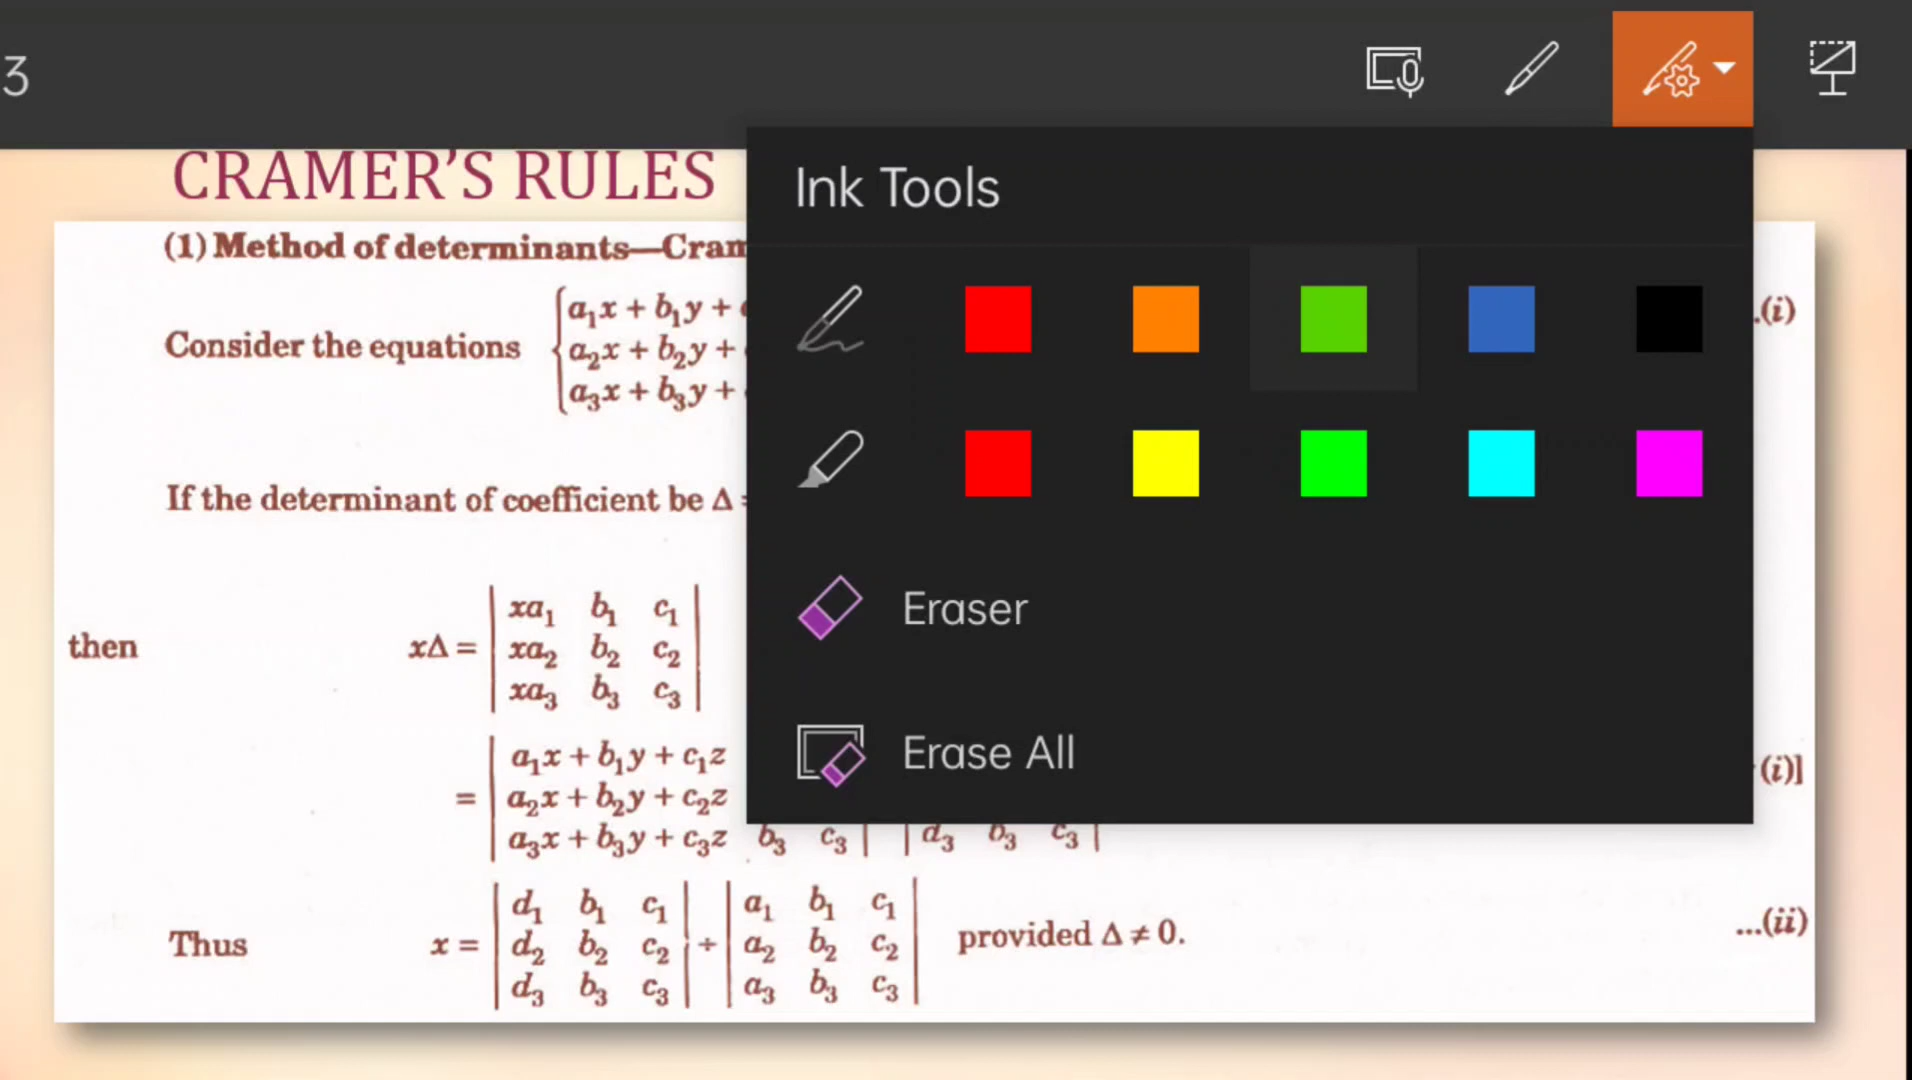 3
CRAMER'S RULES
Ink Tools
Eraser
Erase All
(1) Method of determinants—Cram
Consider the equations
a₁x + b₁y +
a₂x + b₂y +
a₃x + b₃y +
.(i)
If the determinant of coefficient be Δ =
then xΔ = | xa₁ b₁ c₁ |
| xa₂ b₂ c₂ |
| xa₃ b₃ c₃ |
= | a₁x + b₁y + c₁z
| a₂x + b₂y + c₂z
(i)]
| a₃x + b₃y + c₃z b₃ c₃ | | d₃ b₃ c₃ |
Thus x = | d₁ b₁ c₁ | ÷ | a₁ b₁ c₁ | provided Δ ≠ 0. ...(ii)
| d₂ b₂ c₂ | | a₂ b₂ c₂ |
| d₃ b₃ c₃ | | a₃ b₃ c₃ |